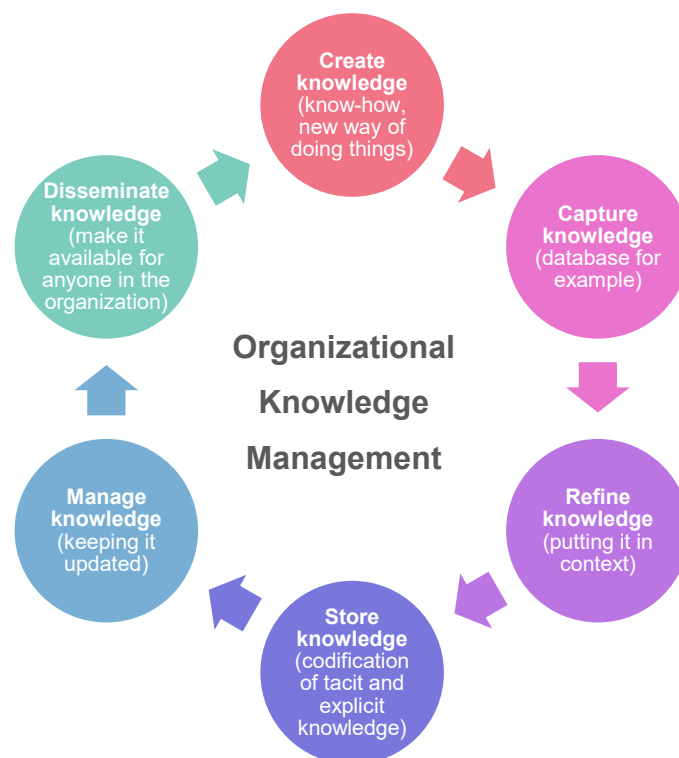 Create
knowledge
(know-how,
new way of
doing things)
Capture
knowledge
(database for
example)
Refine
knowledge
(putting it in
context)
Store
knowledge
(codification
of tacit and
explicit
knowledge)
Manage
knowledge
(keeping it
updated)
Disseminate
knowledge
(make it
available for
anyone in the
organization)
Organizational
Knowledge
Management